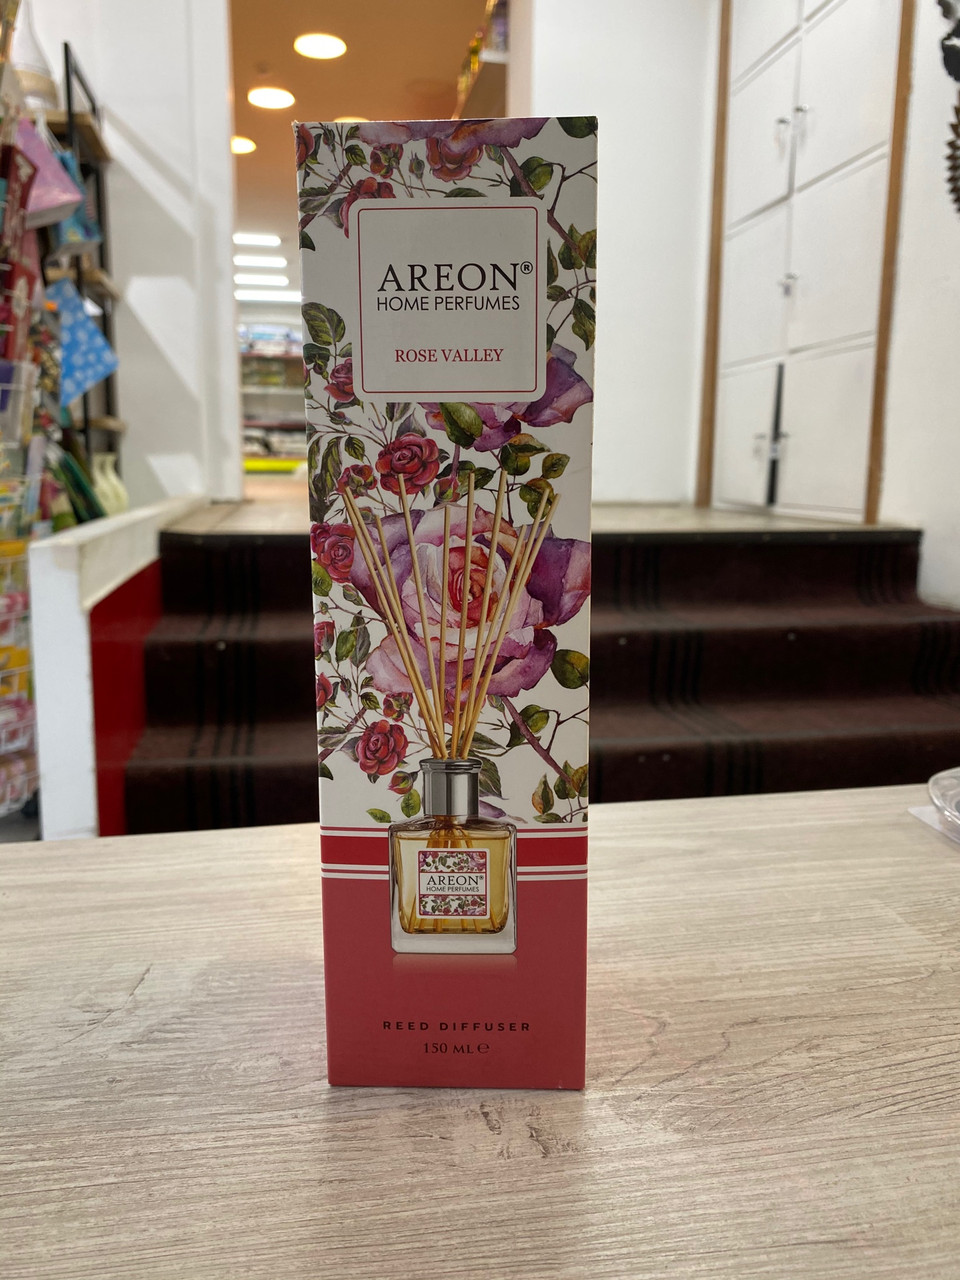 AREON®
HOME PERFUMES
ROSE VALLEY
AREON®
HOME PERFUMES
REED DIFFUSER
150 ML ℮